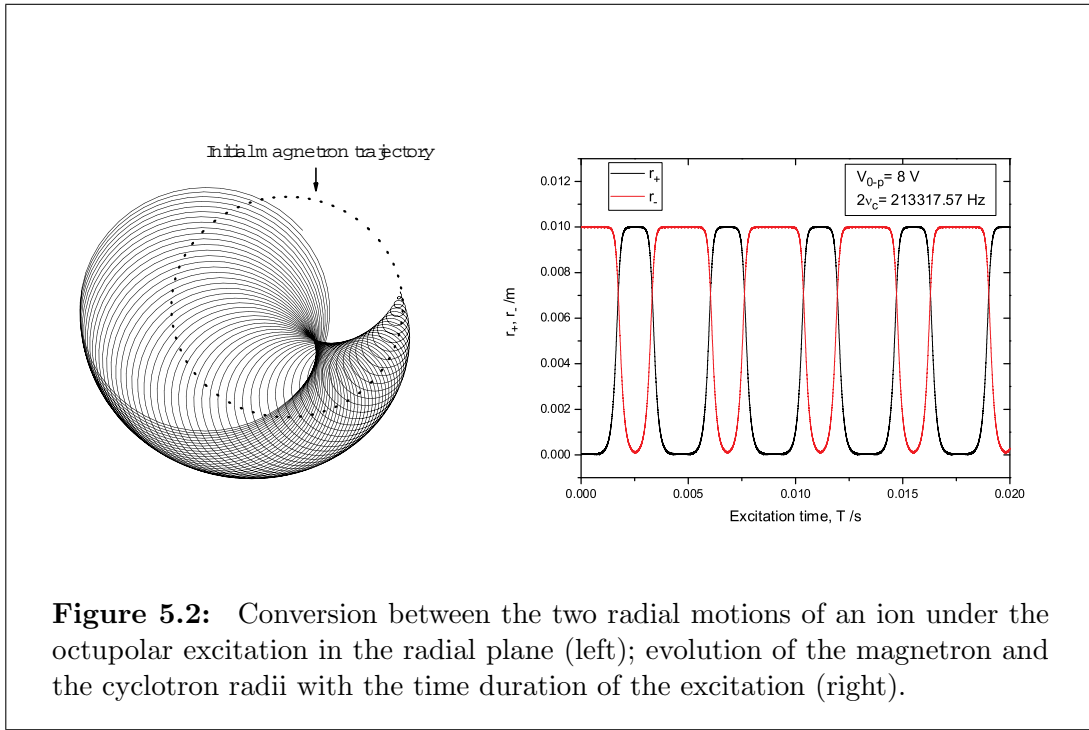 Initial magnetron trajectory
r+
r-
V0-p= 8 V
2νc= 213317.57 Hz
0.012
0.010
0.008
0.006
0.004
0.002
0.000
r+, r- /m
0.000 0.005 0.010 0.015 0.020
Excitation time, T /s
Figure 5.2: Conversion between the two radial motions of an ion under the
octupolar excitation in the radial plane (left); evolution of the magnetron and
the cyclotron radii with the time duration of the excitation (right).